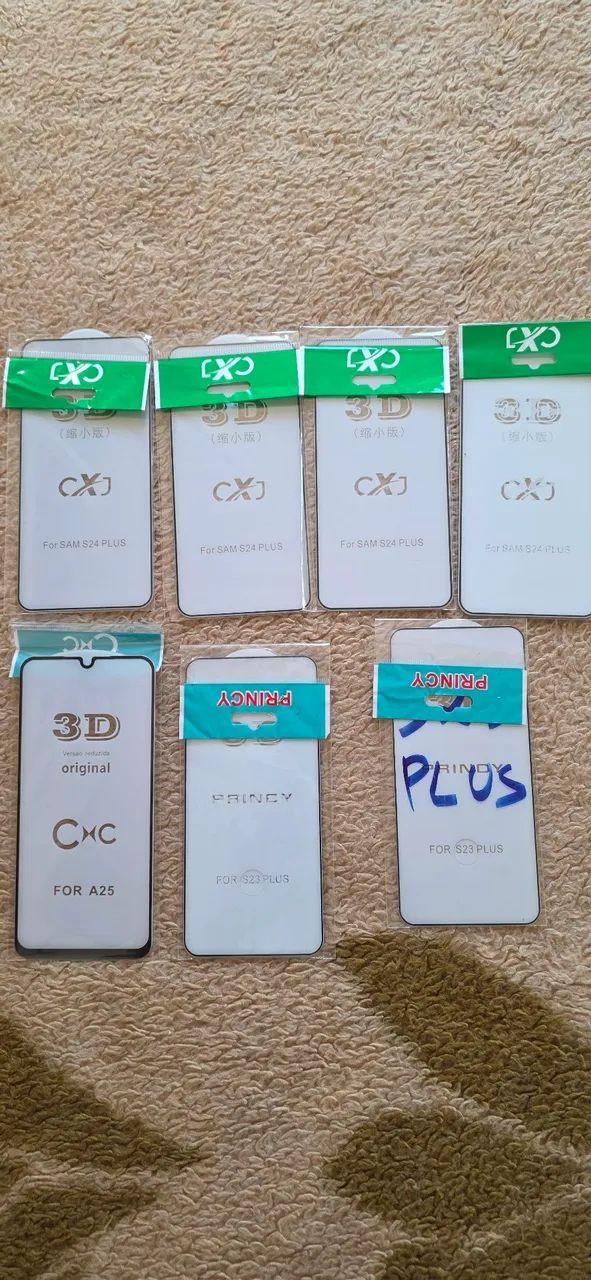 CXJ
3D
(缩小版)
CXJ
For SAM S24 PLUS
CXJ
3D
(缩小版)
CXJ
For SAM S24 PLUS
CXJ
3D
(缩小版)
CXJ
For SAM S24 PLUS
CXJ
3D
(缩小版)
CXJ
For SAM S24 PLUS
CMC
3D
Versao reduzida
original
CMC
FOR A25
PRINCY
3D
PRINCY
FOR S23 PLUS
PRINCY
PLUS
PRINCY
FOR S23 PLUS